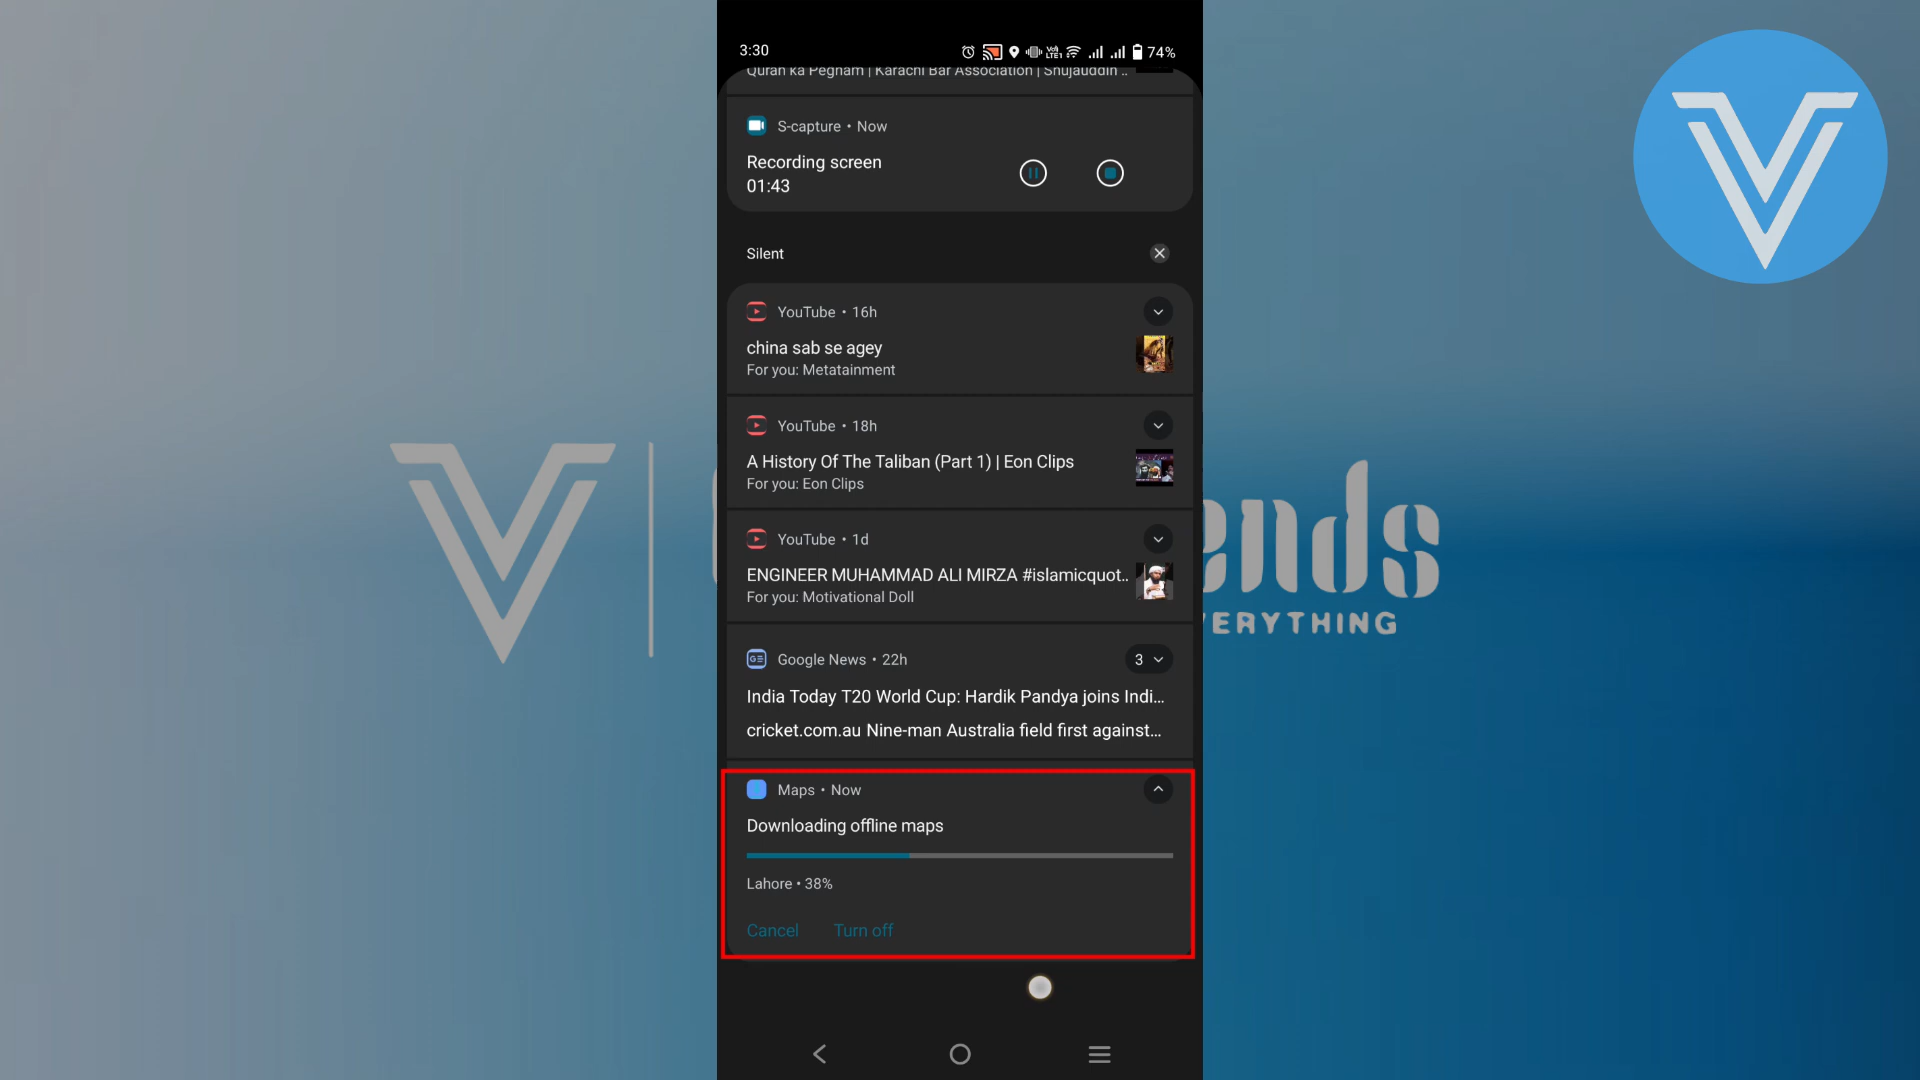 3:30
74%
Quran ka Pegham | Karachi Bar Association | Shujauddin ..
S-capture • Now
Recording screen
01:43
Silent
YouTube • 16h
china sab se agey
For you: Metatainment
YouTube • 18h
A History Of The Taliban (Part 1) | Eon Clips
For you: Eon Clips
YouTube • 1d
ENGINEER MUHAMMAD ALI MIRZA #islamicquot..
For you: Motivational Doll
Google News • 22h
3
India Today T20 World Cup: Hardik Pandya joins Indi...
cricket.com.au Nine-man Australia field first against...
Maps • Now
Downloading offline maps
Lahore • 38%
Cancel Turn off
ends
ERYTHING